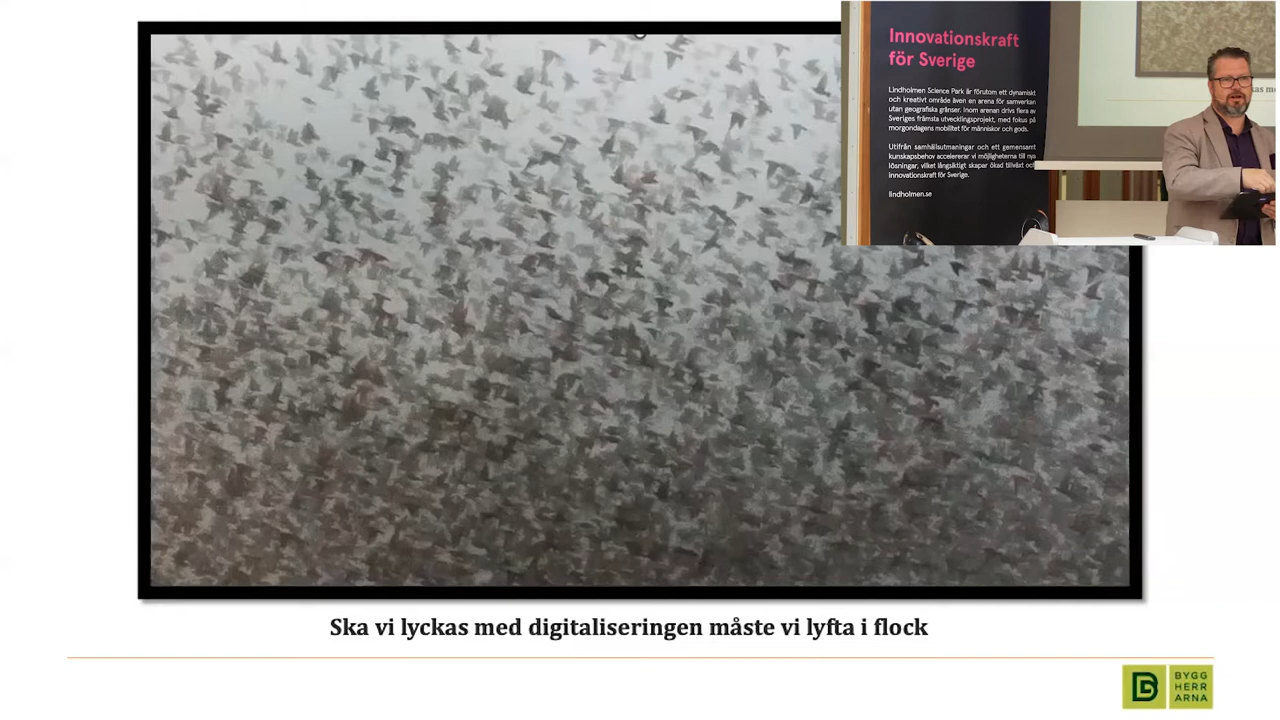 Innovationskraft
för Sverige
Lindholmen Science Park är förutom ett dynamiskt
och kreativt område även en arena för samverkan
utan geografiska gränser. Inom arenan drivs flera av
Sveriges främsta utvecklingsprojekt, med fokus på
morgondagens mobilitet för människor och gods.
Utifrån samhällsutmaningar och ett gemensamt
kunskapsbehov accelererar vi möjligheterna till nya
lösningar, vilket långsiktigt skapar ökad tillväxt och
innovationskraft för Sverige.
lindholmen.se
Ska vi lyckas med digitaliseringen måste vi lyfta i flock
BYGG
HERR
ARNA